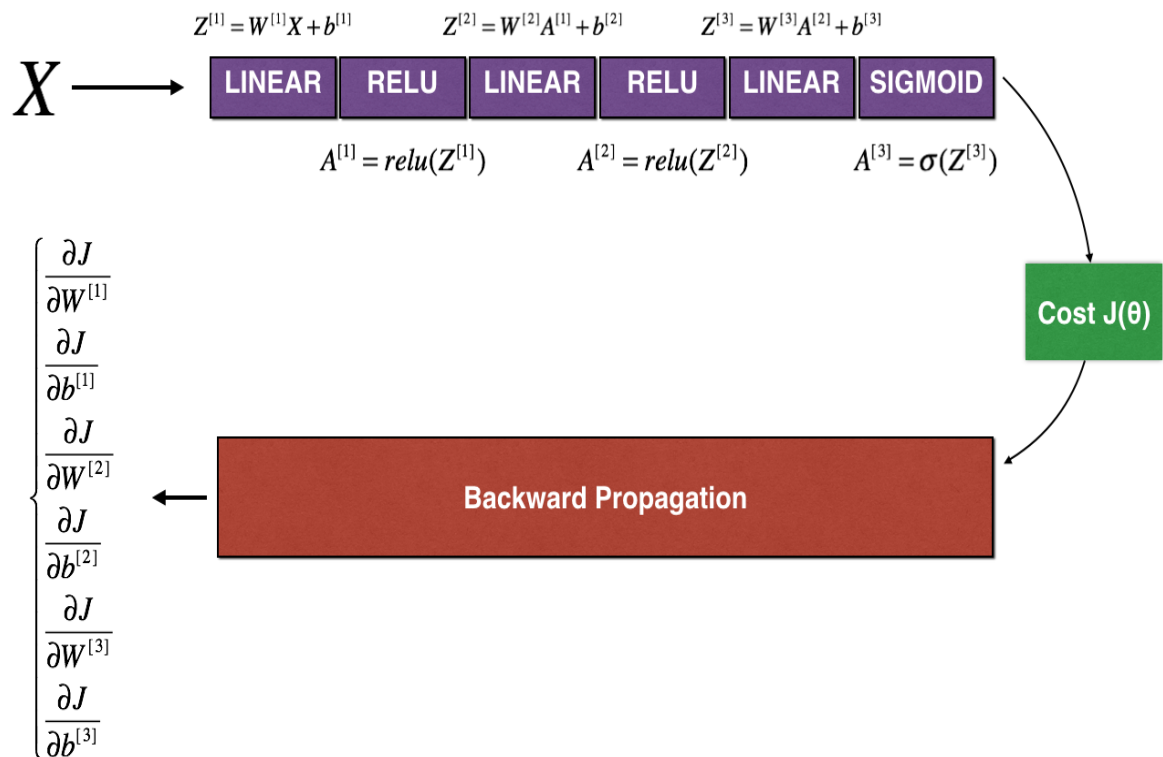 Z^[1] = W^[1]X + b^[1]
Z^[2] = W^[2]A^[1] + b^[2]
Z^[3] = W^[3]A^[2] + b^[3]
X
LINEAR
RELU
LINEAR
RELU
LINEAR
SIGMOID
A^[1] = relu(Z^[1])
A^[2] = relu(Z^[2])
A^[3] = σ(Z^[3])
Cost J(θ)
Backward Propagation
∂J
∂W^[1]
∂J
∂b^[1]
∂J
∂W^[2]
∂J
∂b^[2]
∂J
∂W^[3]
∂J
∂b^[3]